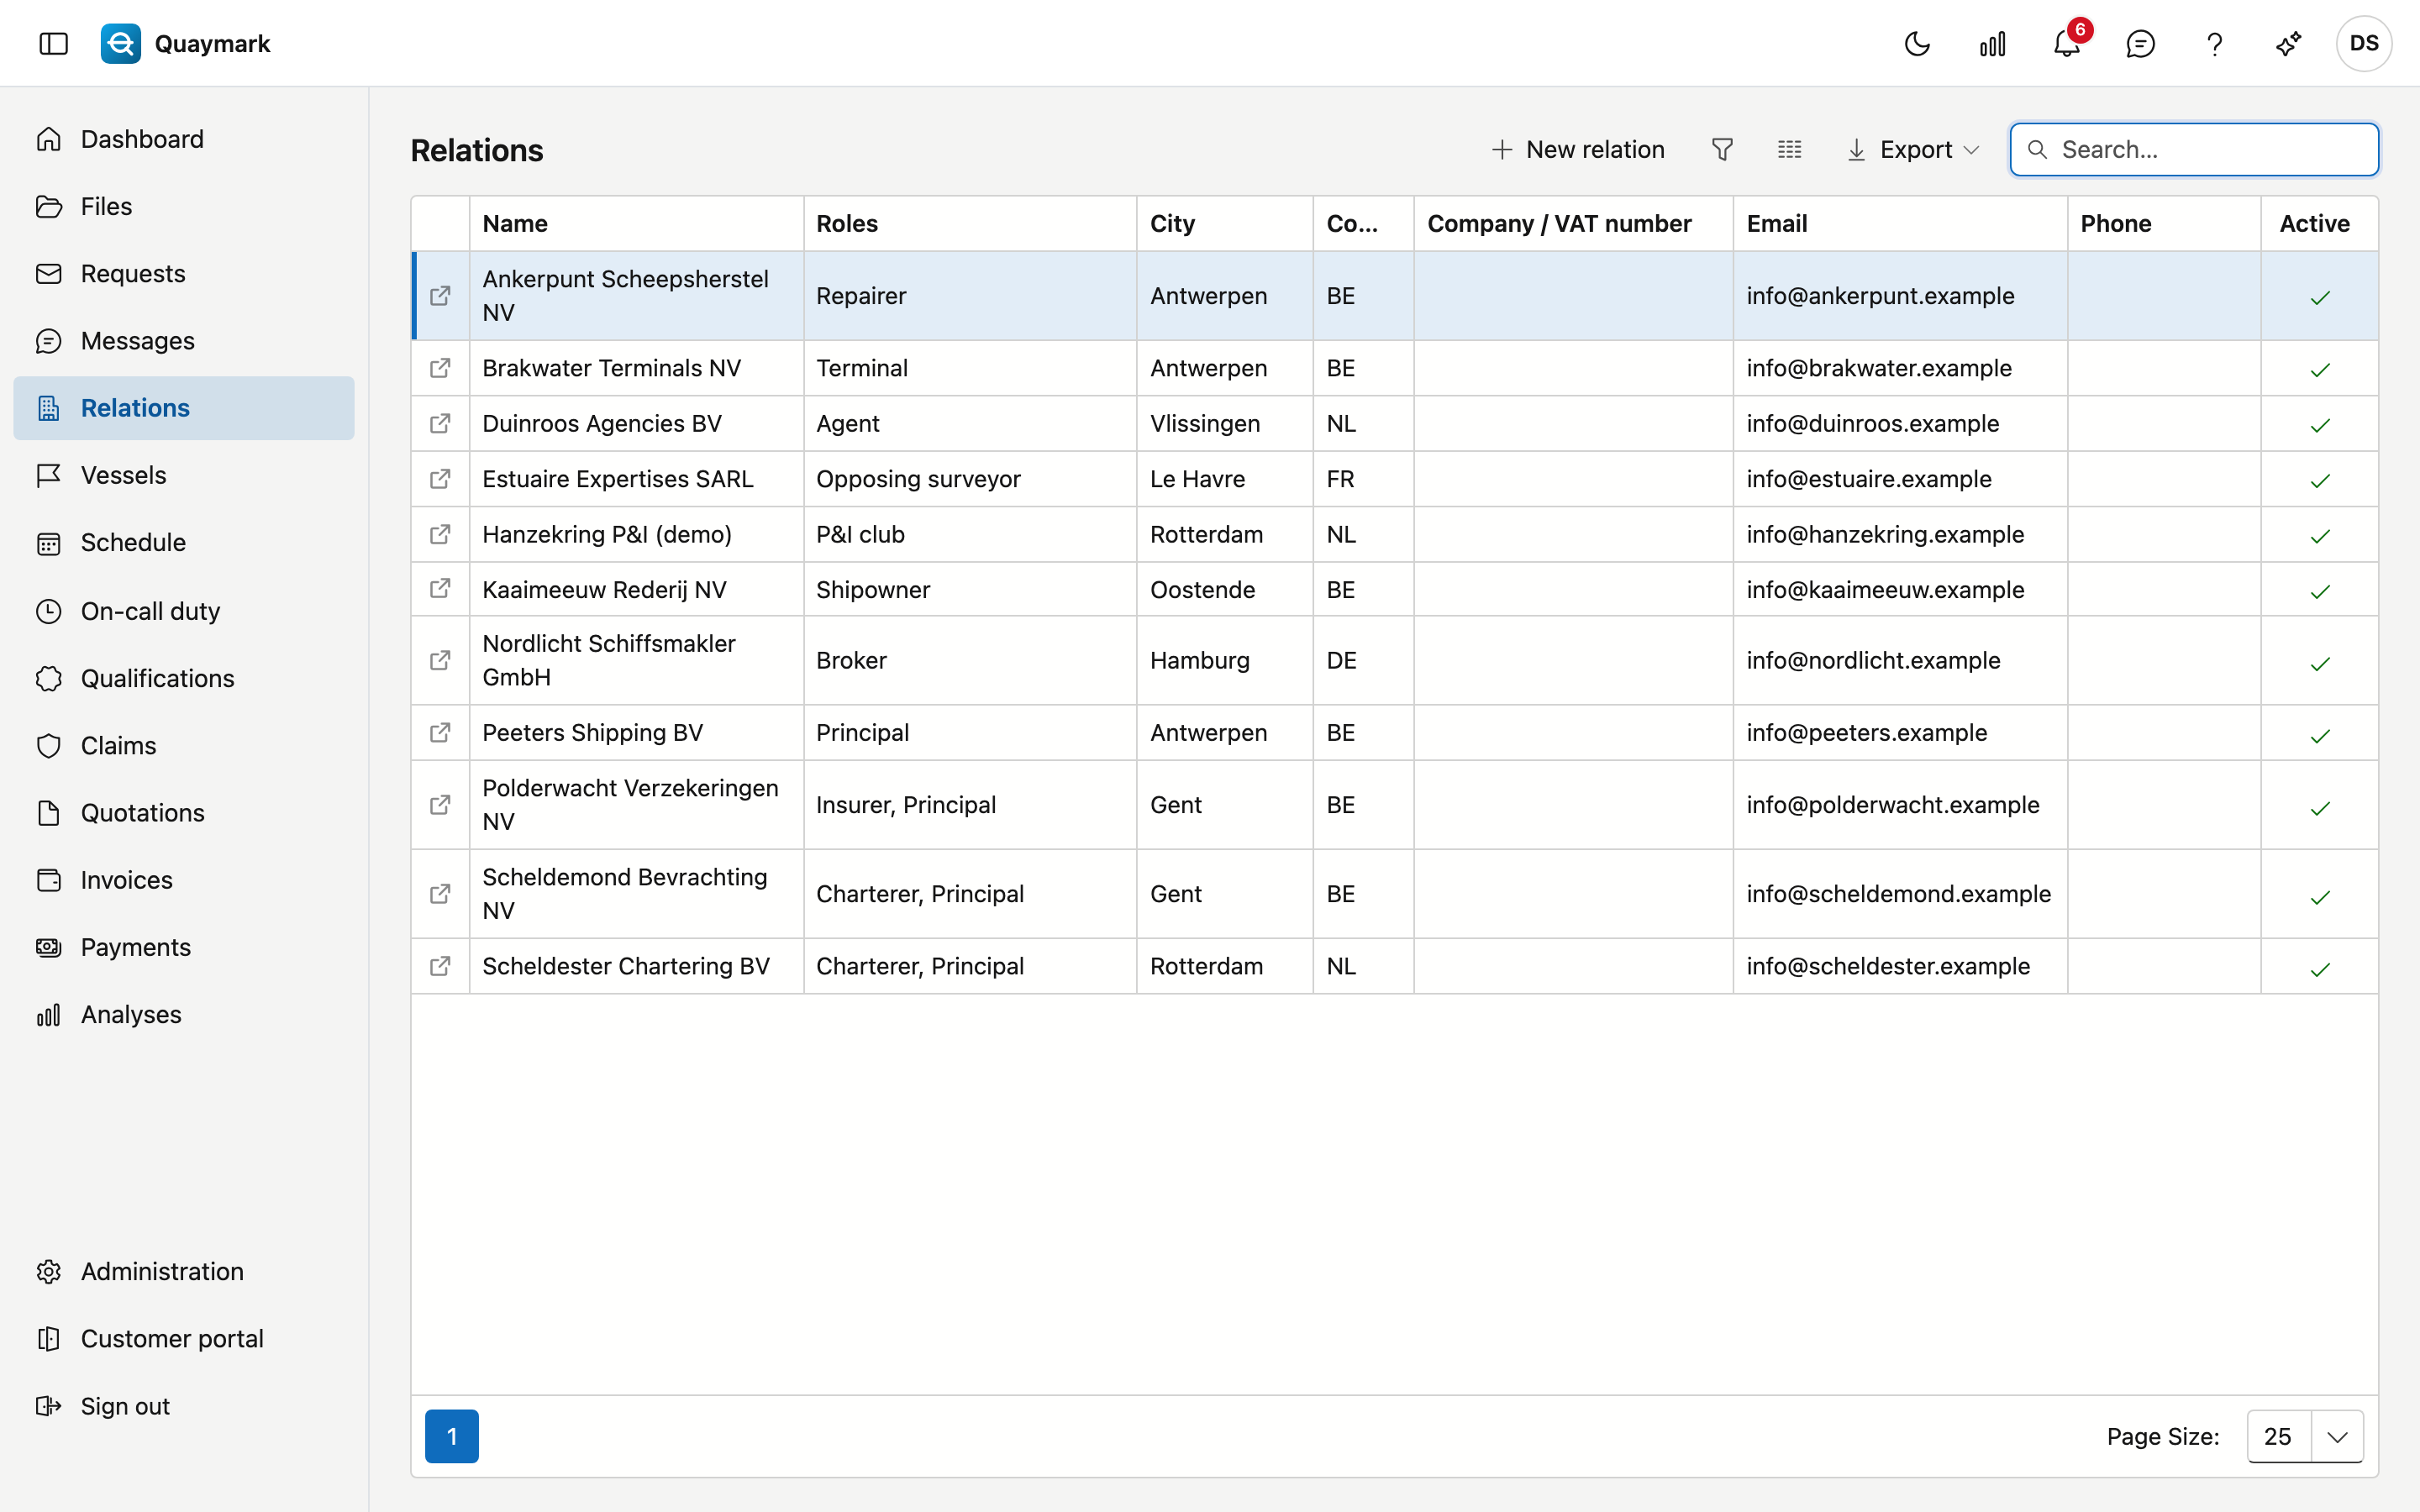 Quaymark
6
DS
Dashboard
Files
Requests
Messages
Relations
Vessels
Schedule
On-call duty
Qualifications
Claims
Quotations
Invoices
Payments
Analyses
Administration
Customer portal
Sign out
Relations
New relation
Export
Search...
Name Roles City Co... Company / VAT number Email Phone Active
Ankerpunt Scheepsherstel
NV
Repairer Antwerpen BE info@ankerpunt.example
Brakwater Terminals NV Terminal Antwerpen BE info@brakwater.example
Duinroos Agencies BV Agent Vlissingen NL info@duinroos.example
Estuaire Expertises SARL Opposing surveyor Le Havre FR info@estuaire.example
Hanzekring P&I (demo) P&I club Rotterdam NL info@hanzekring.example
Kaaimeeuw Rederij NV Shipowner Oostende BE info@kaaimeeuw.example
Nordlicht Schiffsmakler
GmbH
Broker Hamburg DE info@nordlicht.example
Peeters Shipping BV Principal Antwerpen BE info@peeters.example
Polderwacht Verzekeringen
NV
Insurer, Principal Gent BE info@polderwacht.example
Scheldemond Bevrachting
NV
Charterer, Principal Gent BE info@scheldemond.example
Scheldester Chartering BV Charterer, Principal Rotterdam NL info@scheldester.example
1
Page Size: 25